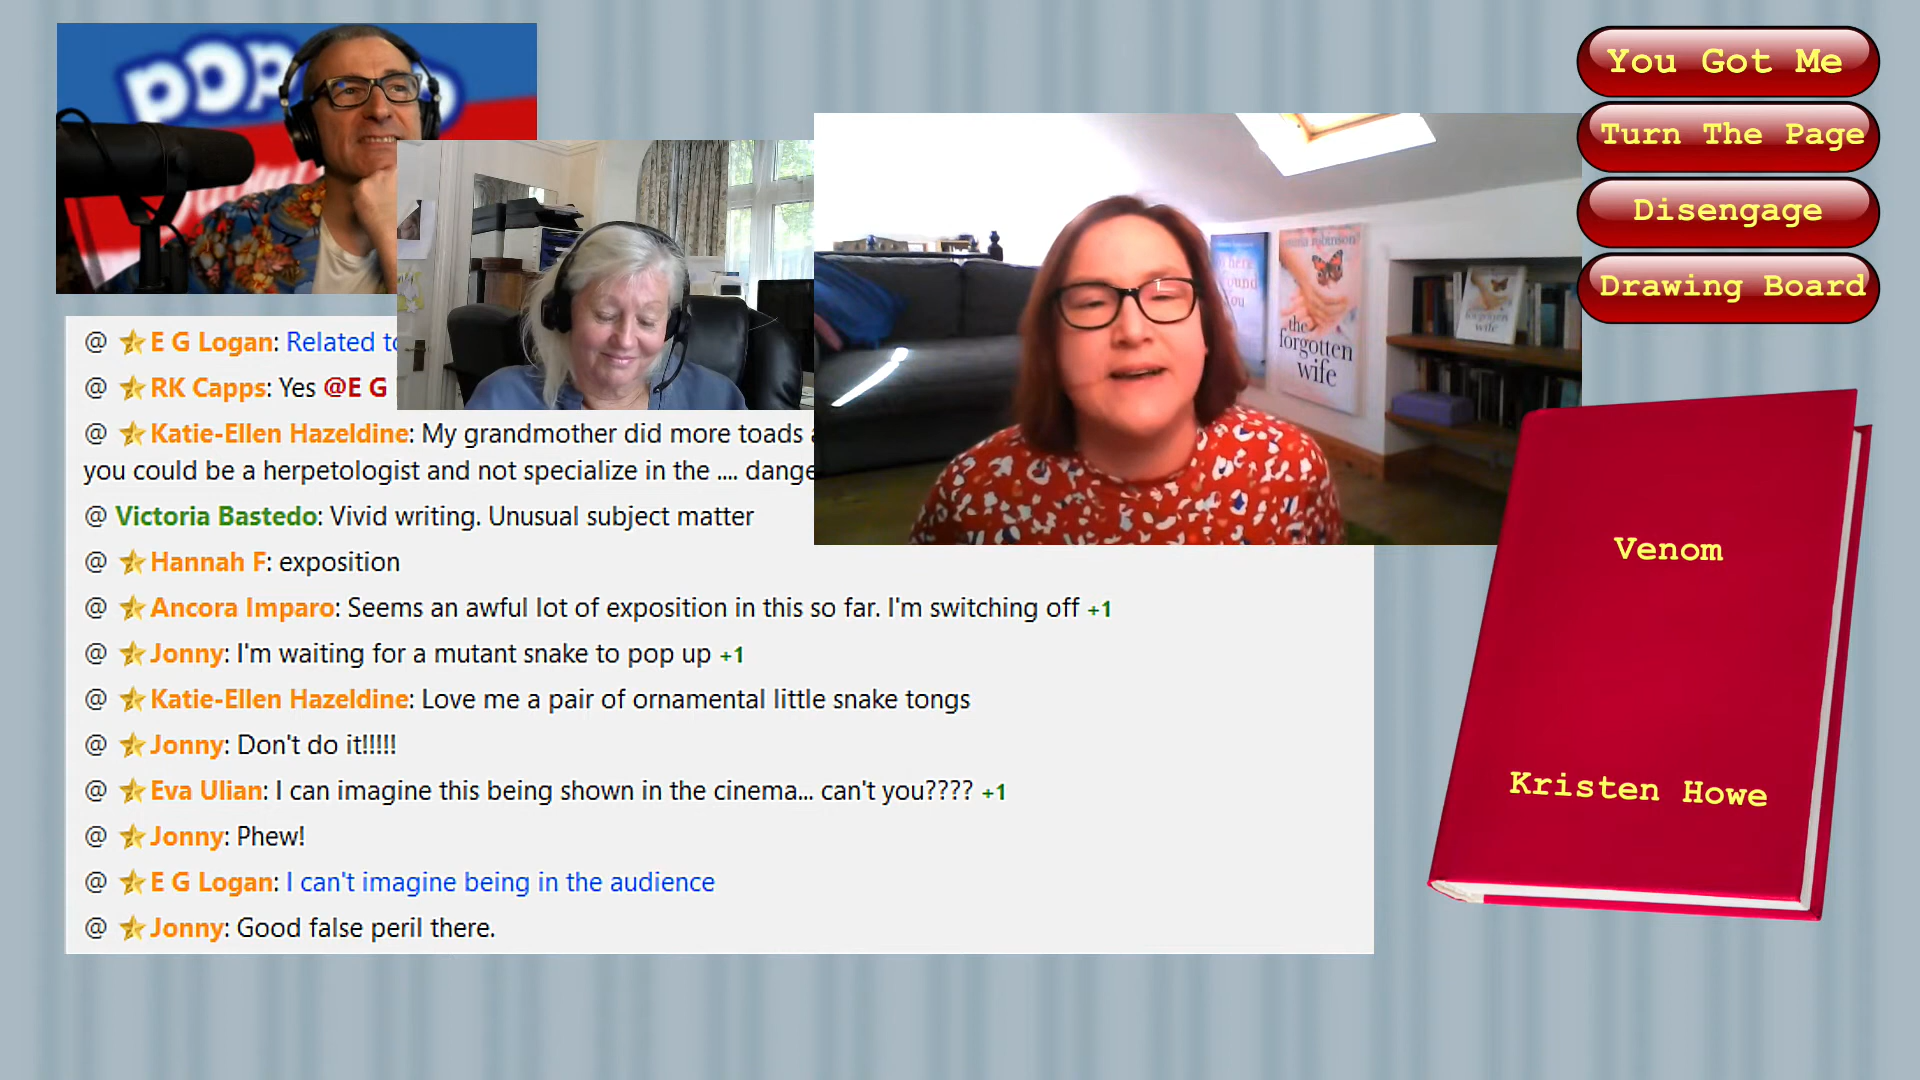 POP
You Got Me
Turn The Page
Disengage
Drawing Board
the
forgotten
wife
@ E G Logan: Related to
@ RK Capps: Yes @E G
@ Katie-Ellen Hazeldine: My grandmother did more toads
you could be a herpetologist and not specialize in the .... dange
@ Victoria Bastedo: Vivid writing. Unusual subject matter
@ Hannah F: exposition
@ Ancora Imparo: Seems an awful lot of exposition in this so far. I'm switching off +1
@ Jonny: I'm waiting for a mutant snake to pop up +1
@ Katie-Ellen Hazeldine: Love me a pair of ornamental little snake tongs
@ Jonny: Don't do it!!!!!
@ Eva Ulian: I can imagine this being shown in the cinema... can't you???? +1
@ Jonny: Phew!
@ E G Logan: I can't imagine being in the audience
@ Jonny: Good false peril there.
Venom
Kristen Howe